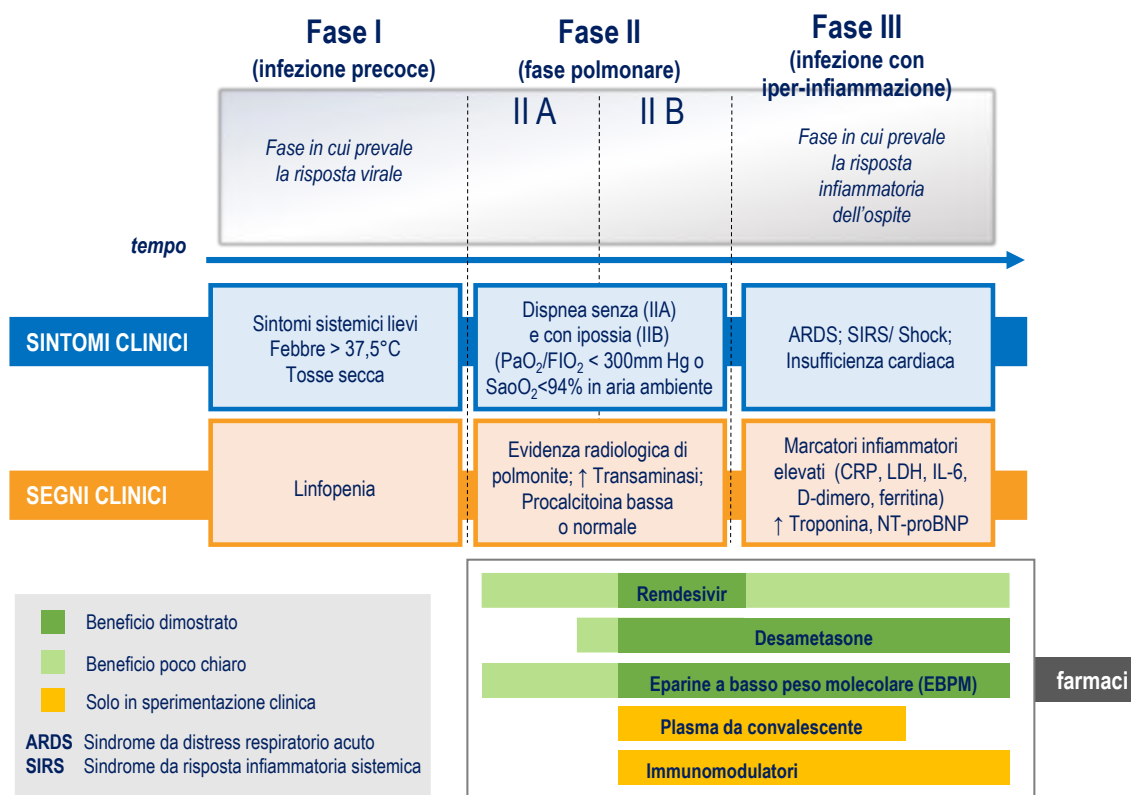 Fase I
(infezione precoce)
Fase II
(fase polmonare)
Fase III
(infezione con
iper-infiammazione)
II A
II B
Fase in cui prevale
la risposta virale
Fase in cui prevale
la risposta
infiammatoria
dell'ospite
tempo
SINTOMI CLINICI
Sintomi sistemici lievi
Febbre > 37,5°C
Tosse secca
Dispnea senza (IIA)
e con ipossia (IIB)
(PaO₂/FIO₂ < 300mm Hg o
SaoO₂<94% in aria ambiente
ARDS; SIRS/ Shock;
Insufficienza cardiaca
SEGNI CLINICI
Linfopenia
Evidenza radiologica di
polmonite; ↑ Transaminasi;
Procalcitoina bassa
o normale
Marcatori infiammatori
elevati (CRP, LDH, IL-6,
D-dimero, ferritina)
↑ Troponina, NT-proBNP
Beneficio dimostrato
Beneficio poco chiaro
Solo in sperimentazione clinica
ARDS Sindrome da distress respiratorio acuto
SIRS Sindrome da risposta infiammatoria sistemica
Remdesivir
Desametasone
Eparine a basso peso molecolare (EBPM)
Plasma da convalescente
Immunomodulatori
farmaci